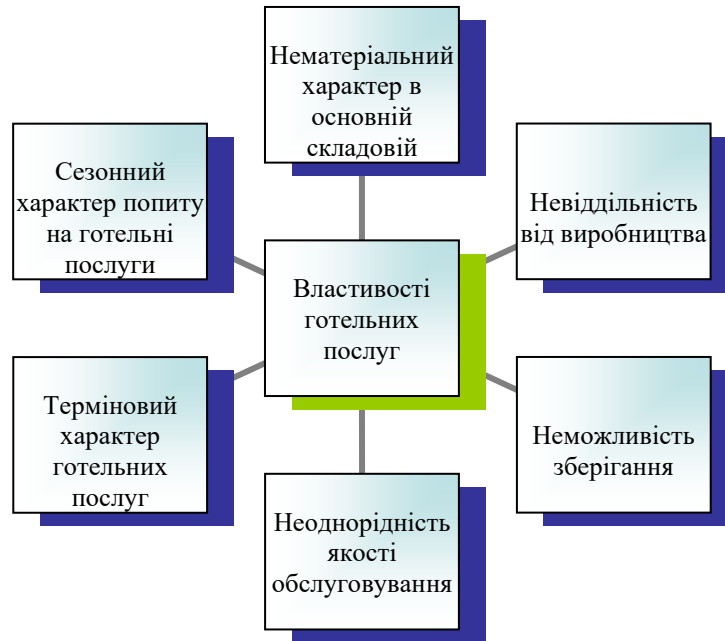 Нематеріальний
характер в
основній
складовій
Сезонний
характер попиту
на готельні
послуги
Невіддільність
від виробництва
Властивості
готельних
послуг
Терміновий
характер
готельних
послуг
Неможливість
зберігання
Неоднорідність
якості
обслуговування